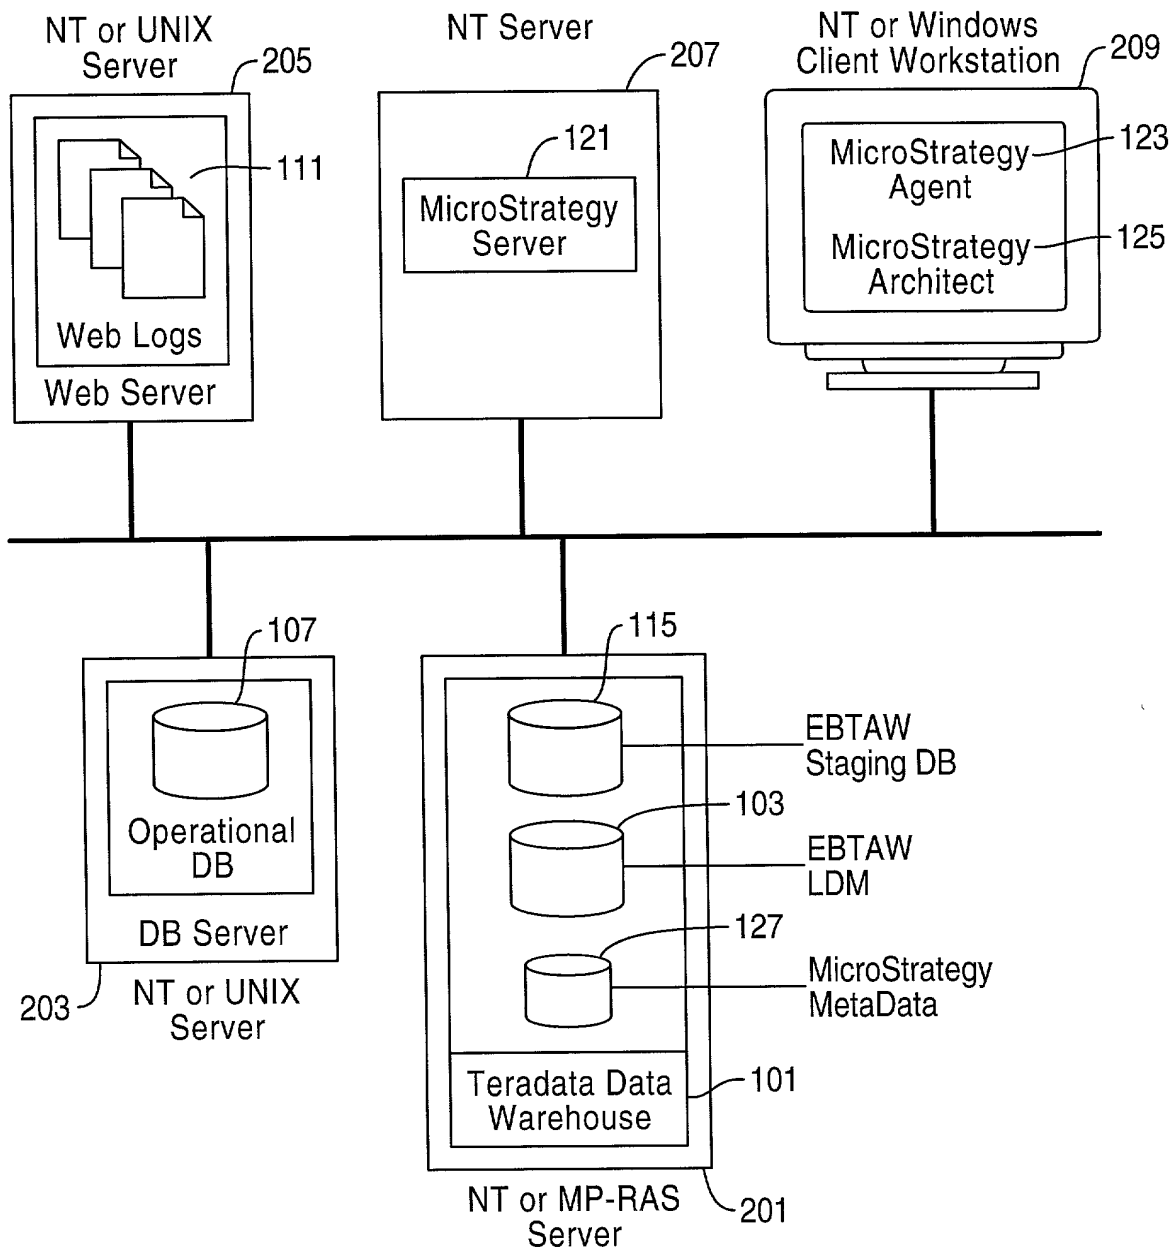 NT or UNIX
Server
205
111
Web Logs
Web Server
NT Server
207
121
MicroStrategy
Server
NT or Windows
Client Workstation
209
MicroStrategy
Agent
123
MicroStrategy
Architect
125
107
Operational
DB
DB Server
203
NT or UNIX
Server
115
EBTAW
Staging DB
103
EBTAW
LDM
127
MicroStrategy
MetaData
Teradata Data
Warehouse
101
NT or MP-RAS
Server
201